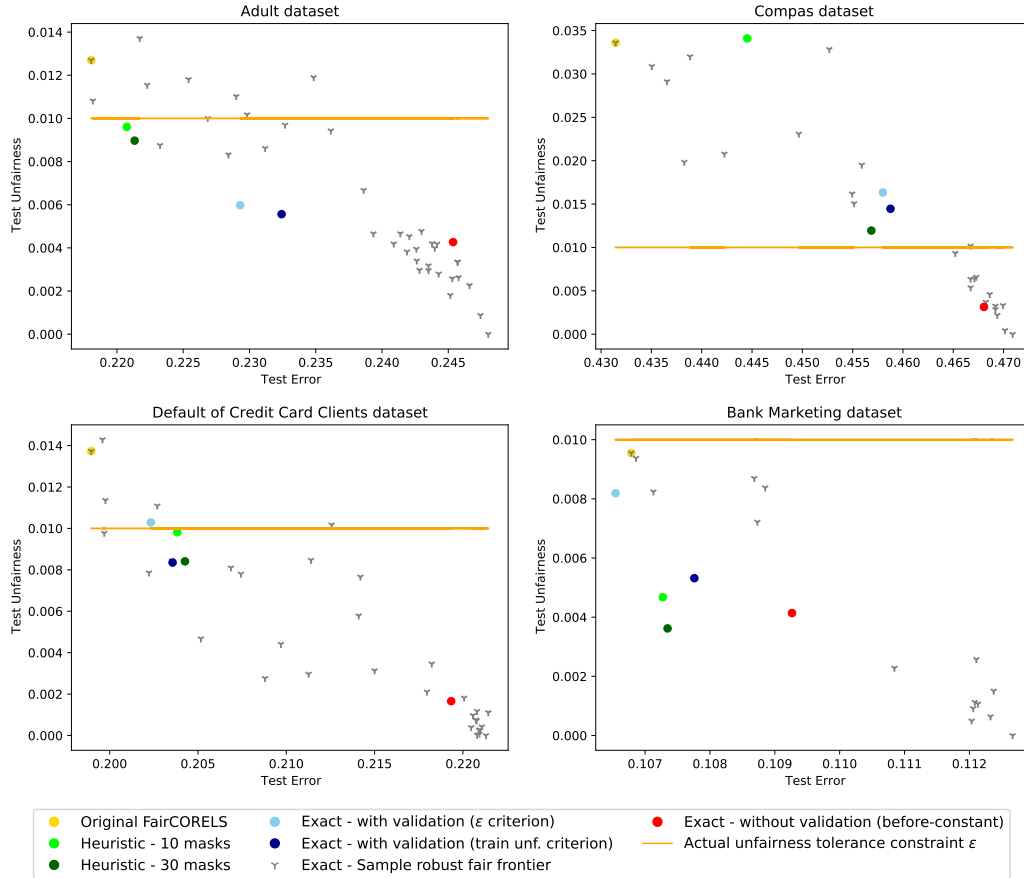 Adult dataset
0.014
0.012
0.010
0.008
0.006
0.004
0.002
0.000
Test Unfairness
0.220 0.225 0.230 0.235 0.240 0.245
Test Error
Compas dataset
0.035
0.030
0.025
0.020
0.015
0.010
0.005
0.000
Test Unfairness
0.430 0.435 0.440 0.445 0.450 0.455 0.460 0.465 0.470
Test Error
Default of Credit Card Clients dataset
0.014
0.012
0.010
0.008
0.006
0.004
0.002
0.000
Test Unfairness
0.200 0.205 0.210 0.215 0.220
Test Error
Bank Marketing dataset
0.010
0.008
0.006
0.004
0.002
0.000
Test Unfairness
0.107 0.108 0.109 0.110 0.111 0.112
Test Error
Original FairCORELS
Heuristic - 10 masks
Heuristic - 30 masks
Exact - with validation (ε criterion)
Exact - with validation (train unf. criterion)
Exact - Sample robust fair frontier
Exact - without validation (before-constant)
Actual unfairness tolerance constraint ε